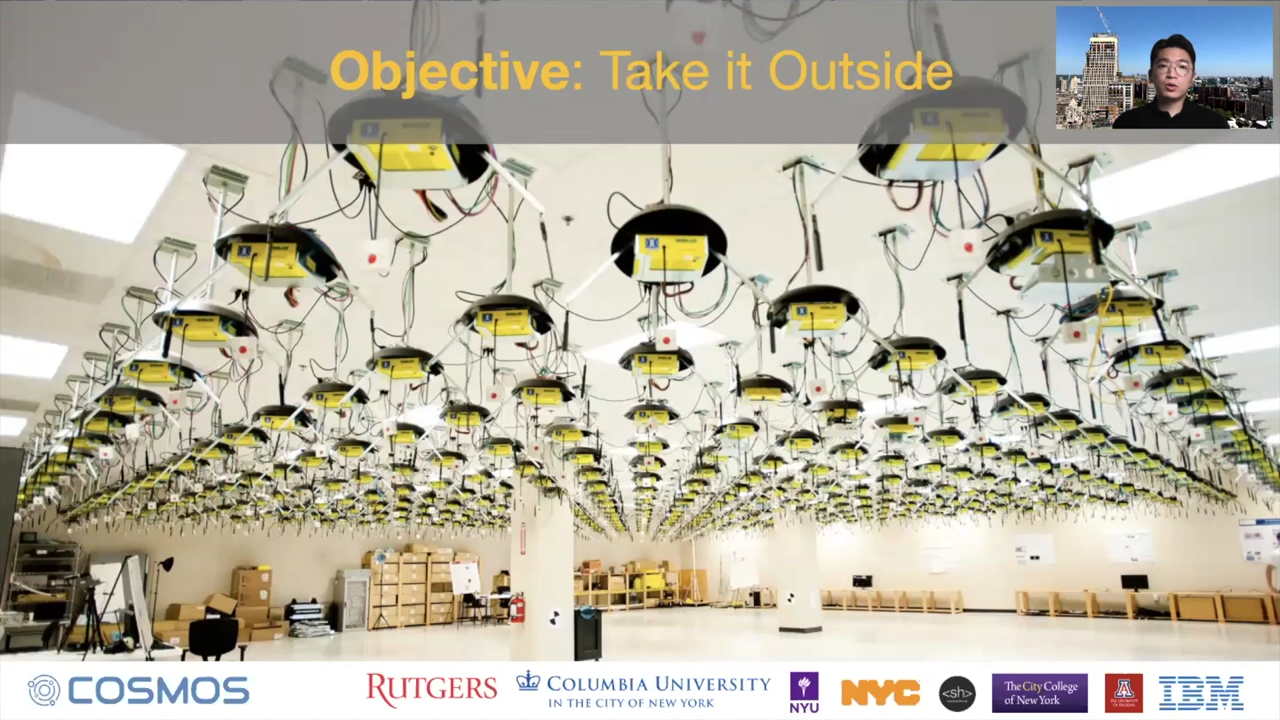 Objective: Take it Outside
COSMOS
RUTGERS
COLUMBIA UNIVERSITY
IN THE CITY OF NEW YORK
NYU
NYC
<sh>
The City College
of New York
A
IBM